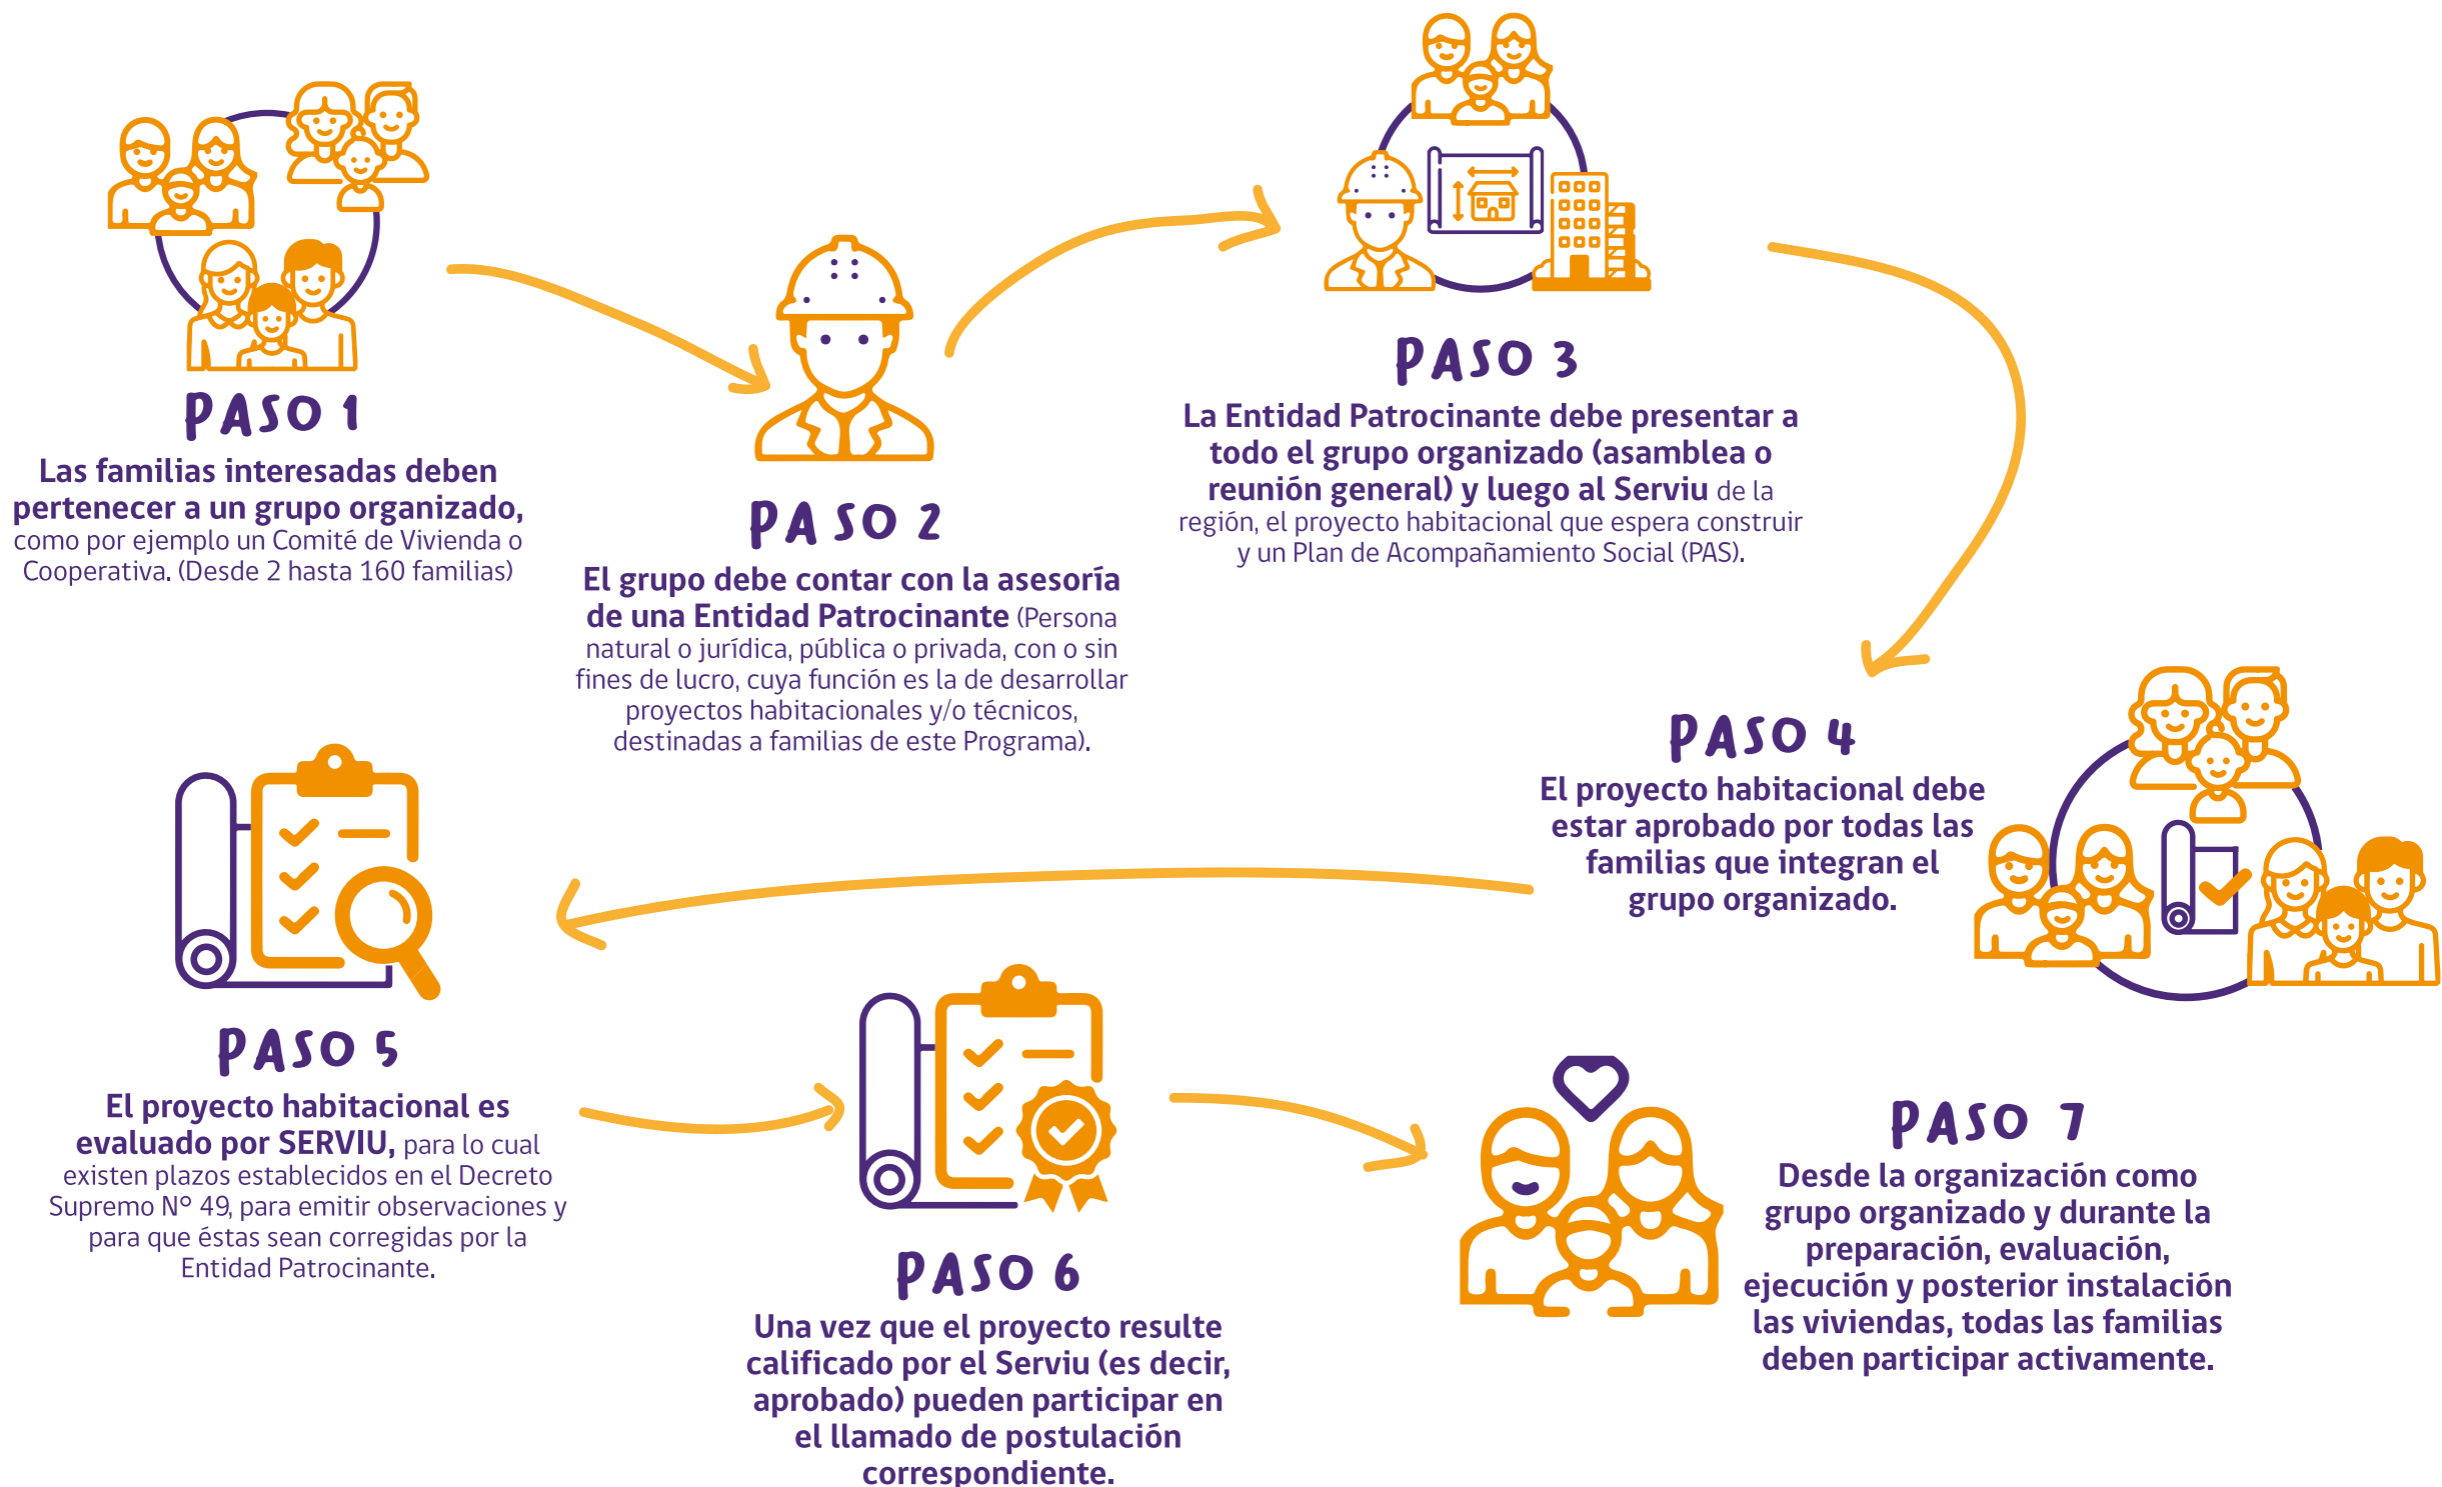 PASO 1
Las familias interesadas deben
pertenecer a un grupo organizado,
como por ejemplo un Comité de Vivienda o
Cooperativa. (Desde 2 hasta 160 familias)
PASO 2
El grupo debe contar con la asesoría
de una Entidad Patrocinante (Persona
natural o jurídica, pública o privada, con o sin
fines de lucro, cuya función es la de desarrollar
proyectos habitacionales y/o técnicos,
destinadas a familias de este Programa).
PASO 3
La Entidad Patrocinante debe presentar a
todo el grupo organizado (asamblea o
reunión general) y luego al Serviu de la
región, el proyecto habitacional que espera construir
y un Plan de Acompañamiento Social (PAS).
PASO 4
El proyecto habitacional debe
estar aprobado por todas las
familias que integran el
grupo organizado.
PASO 5
El proyecto habitacional es
evaluado por SERVIU, para lo cual
existen plazos establecidos en el Decreto
Supremo Nº 49, para emitir observaciones y
para que éstas sean corregidas por la
Entidad Patrocinante.
PASO 6
Una vez que el proyecto resulte
calificado por el Serviu (es decir,
aprobado) pueden participar en
el llamado de postulación
correspondiente.
PASO 7
Desde la organización como
grupo organizado y durante la
preparación, evaluación,
ejecución y posterior instalación
las viviendas, todas las familias
deben participar activamente.